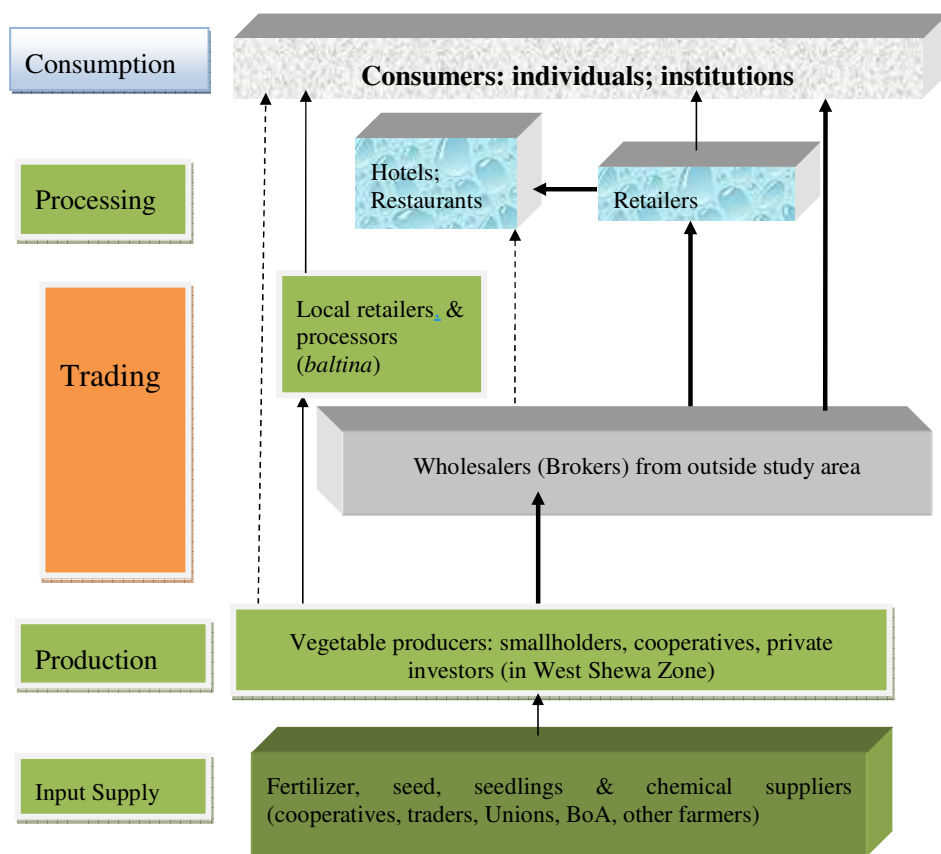 Consumption
Consumers: individuals; institutions
Processing
Hotels;
Restaurants
Retailers
Trading
Local retailers, &
processors
(baltina)
Wholesalers (Brokers) from outside study area
Production
Vegetable producers: smallholders, cooperatives, private
investors (in West Shewa Zone)
Input Supply
Fertilizer, seed, seedlings & chemical suppliers
(cooperatives, traders, Unions, BoA, other farmers)